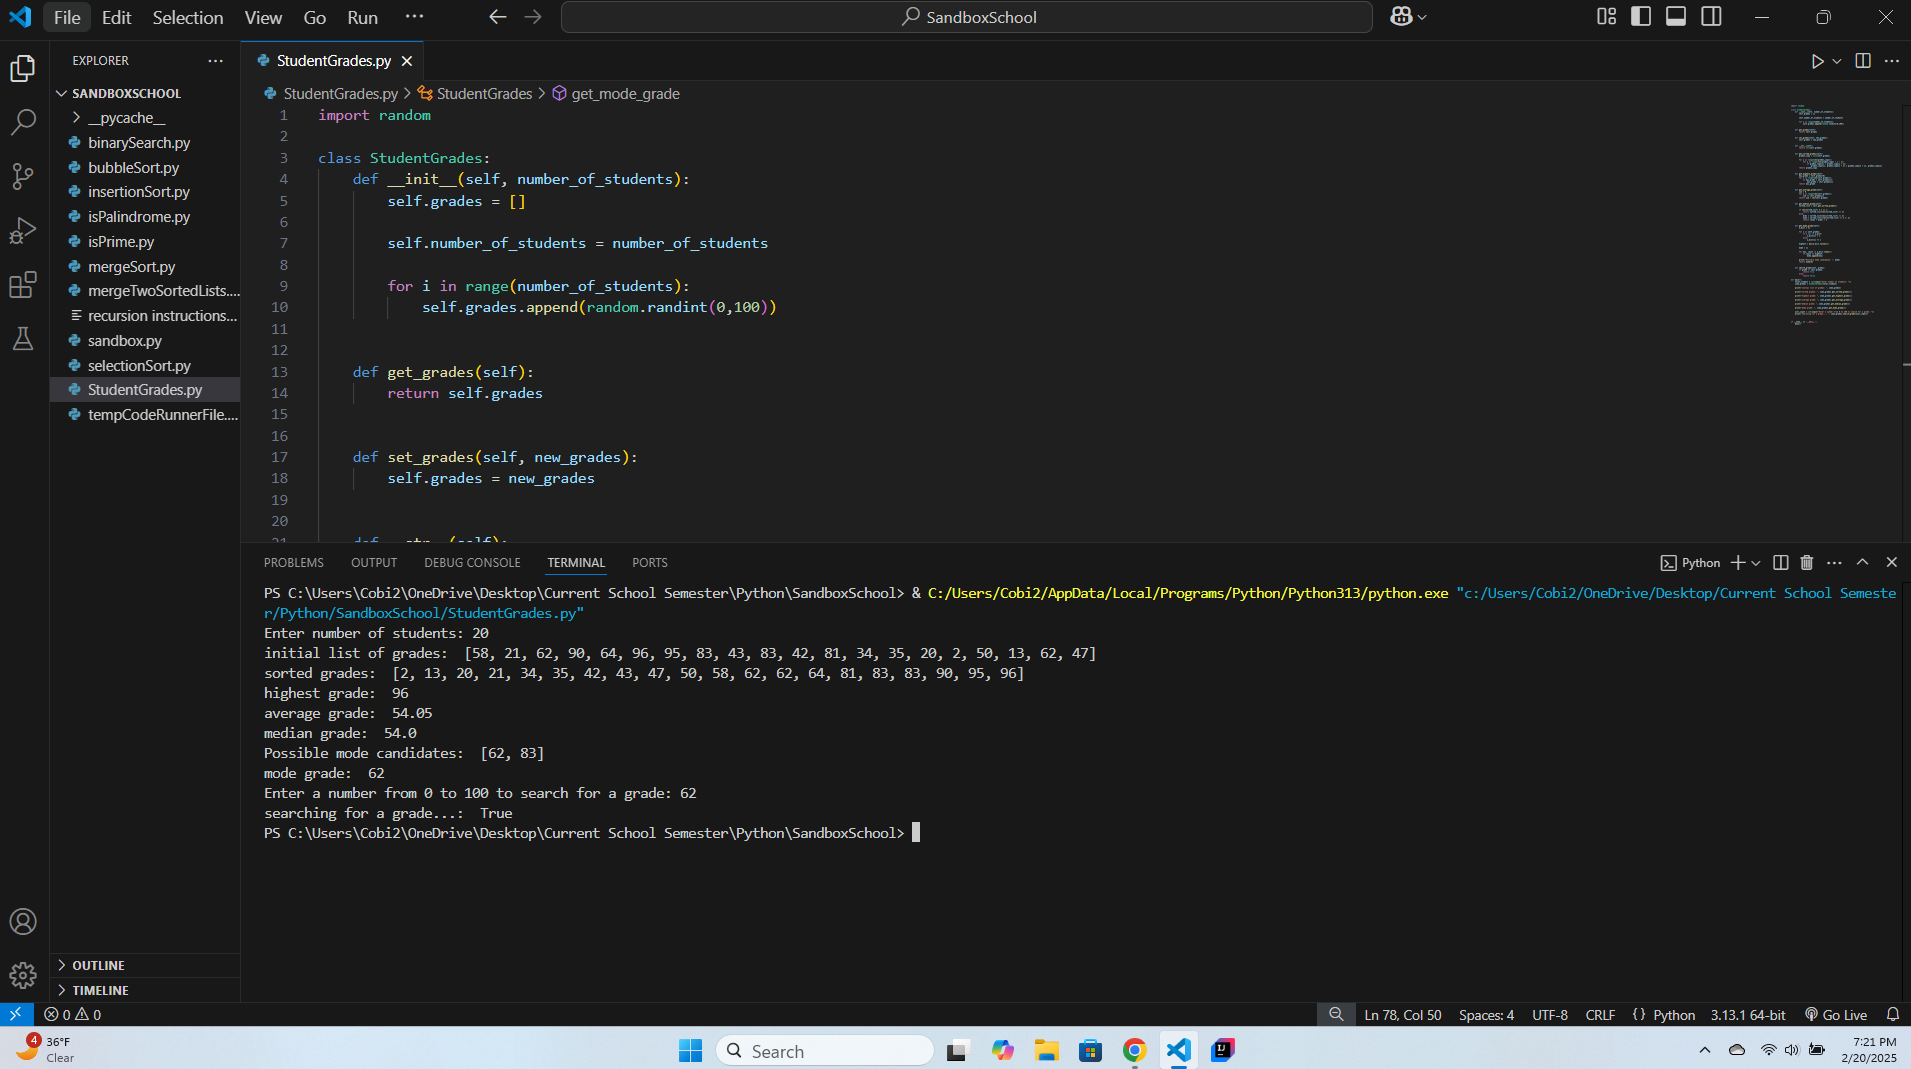 File Edit Selection View Go Run ···
SandboxSchool
EXPLORER ···
SANDBOXSCHOOL
__pycache__
binarySearch.py
bubbleSort.py
insertionSort.py
isPalindrome.py
isPrime.py
mergeSort.py
mergeTwoSortedLists....
recursion instructions...
sandbox.py
selectionSort.py
StudentGrades.py
tempCodeRunnerFile....
OUTLINE
TIMELINE
StudentGrades.py
StudentGrades.py > StudentGrades > get_mode_grade
1 import random
2
3 class StudentGrades:
4     def __init__(self, number_of_students):
5         self.grades = []
6
7         self.number_of_students = number_of_students
8
9         for i in range(number_of_students):
10             self.grades.append(random.randint(0,100))
11
12
13     def get_grades(self):
14         return self.grades
15
16
17     def set_grades(self, new_grades):
18         self.grades = new_grades
19
20
21     def __str__(self):
PROBLEMS OUTPUT DEBUG CONSOLE TERMINAL PORTS
Python
PS C:\Users\Cobi2\OneDrive\Desktop\Current School Semester\Python\SandboxSchool> & C:/Users/Cobi2/AppData/Local/Programs/Python/Python313/python.exe "c:/Users/Cobi2/OneDrive/Desktop/Current School Semeste
r/Python/SandboxSchool/StudentGrades.py"
Enter number of students: 20
initial list of grades:  [58, 21, 62, 90, 64, 96, 95, 83, 43, 83, 42, 81, 34, 35, 20, 2, 50, 13, 62, 47]
sorted grades:  [2, 13, 20, 21, 34, 35, 42, 43, 47, 50, 58, 62, 62, 64, 81, 83, 83, 90, 95, 96]
highest grade:  96
average grade:  54.05
median grade:  54.0
Possible mode candidates:  [62, 83]
mode grade:  62
Enter a number from 0 to 100 to search for a grade: 62
searching for a grade...:  True
PS C:\Users\Cobi2\OneDrive\Desktop\Current School Semester\Python\SandboxSchool>
0 0 Ln 78, Col 50 Spaces: 4 UTF-8 CRLF {} Python 3.13.1 64-bit Go Live
4
36°F
Clear
Search
IJ
7:21 PM
2/20/2025